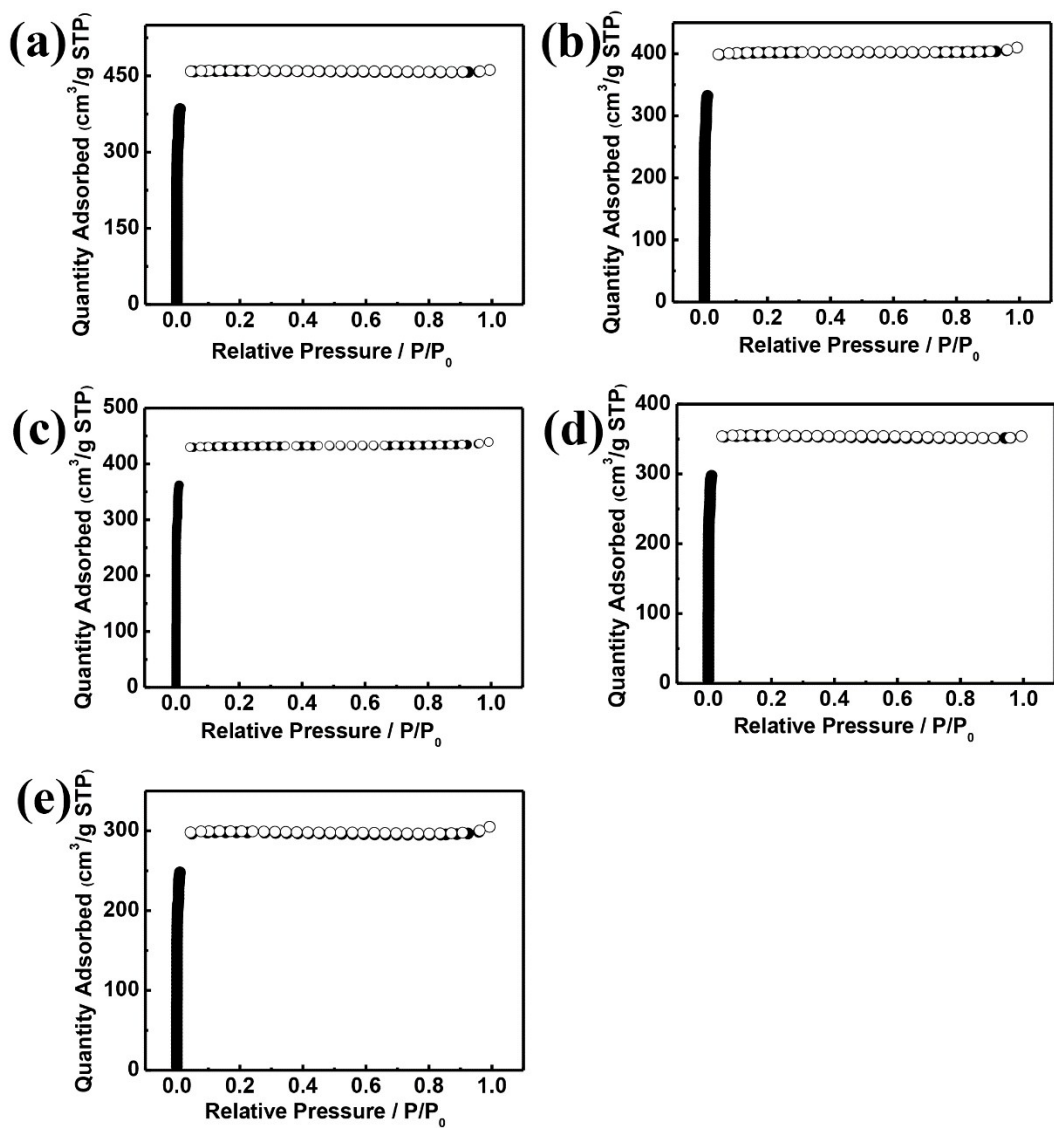 (a)
Quantity Adsorbed (cm³/g STP)
450
300
150
0
0.0 0.2 0.4 0.6 0.8 1.0
Relative Pressure / P/P₀
(b)
Quantity Adsorbed (cm³/g STP)
400
300
200
100
0
0.0 0.2 0.4 0.6 0.8 1.0
Relative Pressure / P/P₀
(c)
Quantity Adsorbed (cm³/g STP)
500
400
300
200
100
0
0.0 0.2 0.4 0.6 0.8 1.0
Relative Pressure / P/P₀
(d)
Quantity Adsorbed (cm³/g STP)
400
300
200
100
0
0.0 0.2 0.4 0.6 0.8 1.0
Relative Pressure / P/P₀
(e)
Quantity Adsorbed (cm³/g STP)
300
200
100
0
0.0 0.2 0.4 0.6 0.8 1.0
Relative Pressure / P/P₀